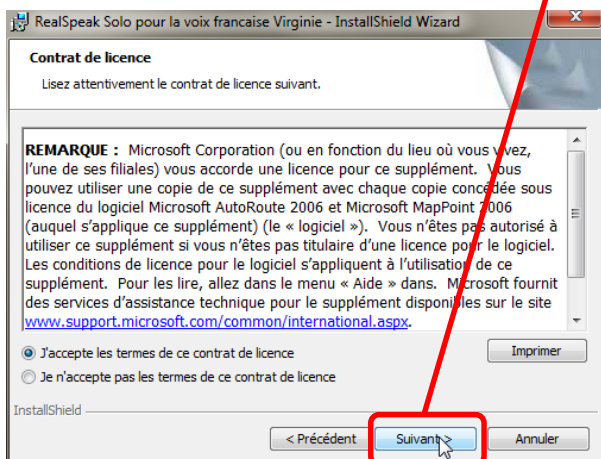 RealSpeak Solo pour la voix francaise Virginie - InstallShield Wizard
Contrat de licence
Lisez attentivement le contrat de licence suivant.
REMARQUE : Microsoft Corporation (ou en fonction du lieu où vous vivez,
l’une de ses filiales) vous accorde une licence pour ce supplément. Vous
pouvez utiliser une copie de ce supplément avec chaque copie concédée sous
licence du logiciel Microsoft AutoRoute 2006 et Microsoft MapPoint 2006
(auquel s’applique ce supplément) (le « logiciel »). Vous n’êtes pas autorisé à
utiliser ce supplément si vous n’êtes pas titulaire d’une licence pour le logiciel.
Les conditions de licence pour le logiciel s’appliquent à l’utilisation de ce
supplément. Pour les lire, allez dans le menu « Aide » dans. Microsoft fournit
des services d’assistance technique pour le supplément disponibles sur le site
www.support.microsoft.com/common/international.aspx.
J'accepte les termes de ce contrat de licence
Imprimer
Je n'accepte pas les termes de ce contrat de licence
InstallShield
< Précédent
Suivant >
Annuler